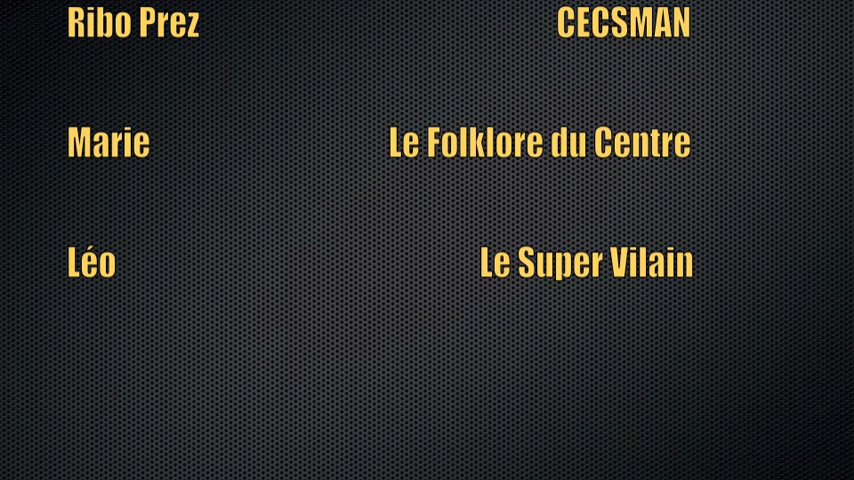 Ribo Prez CECSMAN
Marie Le Folklore du Centre
Léo Le Super Vilain